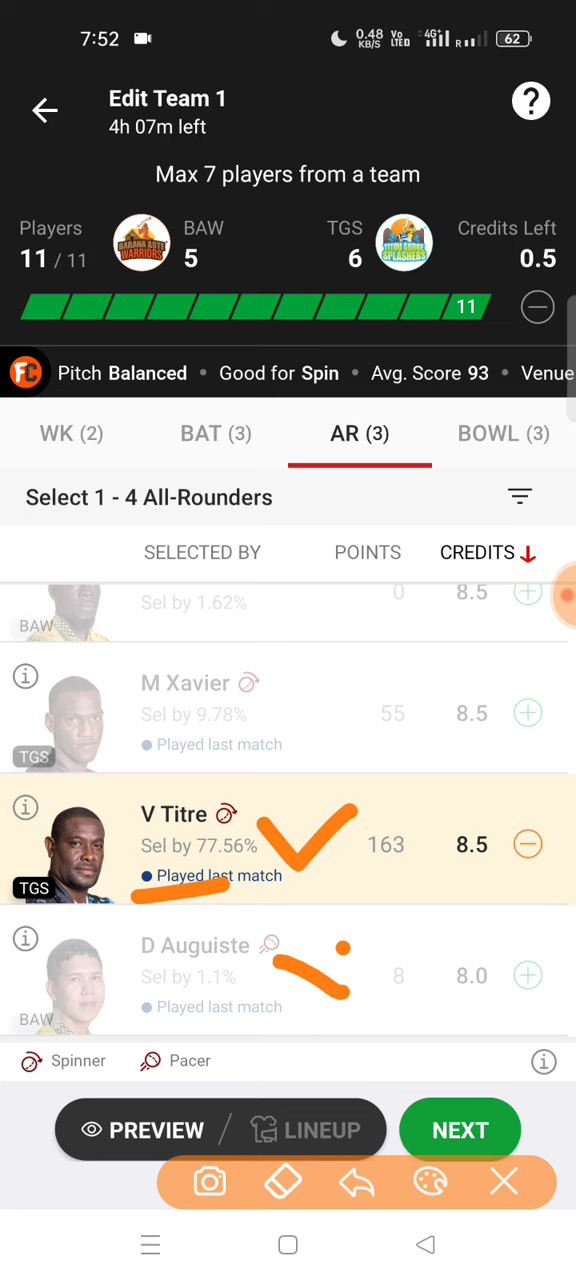 7:52 0.48 KB/S Vo LTE D 4G+ R 62
Edit Team 1
4h 07m left
?
Max 7 players from a team
Players BAW TGS Credits Left
11 / 11 5 6 0.5
11
FC Pitch Balanced • Good for Spin • Avg. Score 93 • Venue
WK (2) BAT (3) AR (3) BOWL (3)
Select 1 - 4 All-Rounders
SELECTED BY POINTS CREDITS
Sel by 1.62% 0 8.5
BAW
M Xavier
Sel by 9.78% 55 8.5
Played last match
TGS
V Titre
Sel by 77.56% 163 8.5
Played last match
TGS
D Auguiste
Sel by 1.1% 8 8.0
Played last match
BAW
Spinner Pacer
PREVIEW / LINEUP NEXT